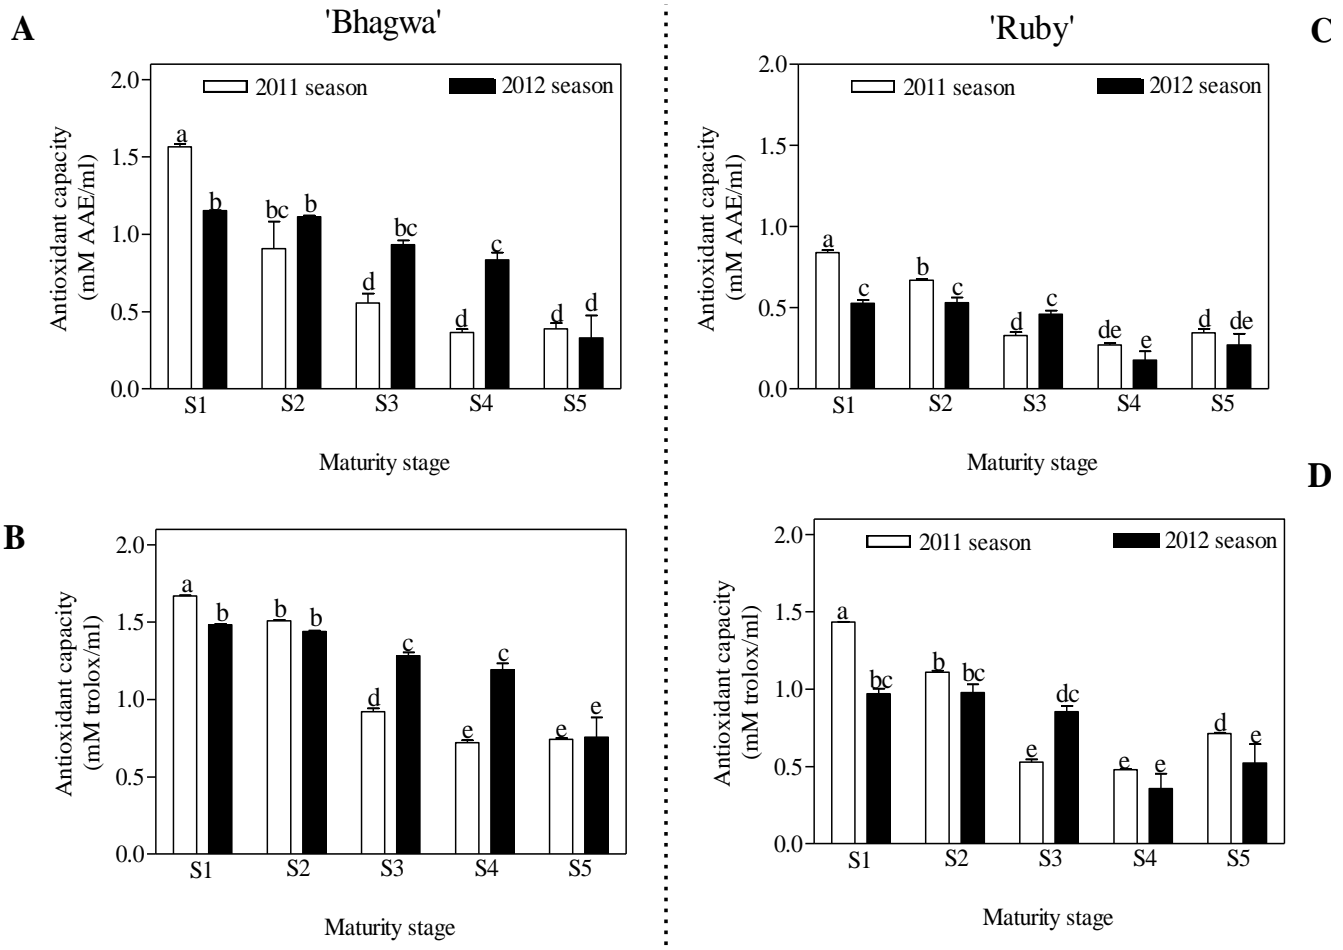 'Bhagwa'
A
2011 season
2012 season
Antioxidant capacity
(mM AAE/ml)
2.0
1.5
1.0
0.5
0.0
a
b
bc
b
d
bc
d
c
d
d
S1
S2
S3
S4
S5
Maturity stage
B
Antioxidant capacity
(mM trolox/ml)
2.0
1.5
1.0
0.5
0.0
a
b
b
b
d
c
e
c
e
e
S1
S2
S3
S4
S5
Maturity stage
'Ruby'
C
2011 season
2012 season
Antioxidant capacity
(mM AAE/ml)
2.0
1.5
1.0
0.5
0.0
a
c
b
c
d
c
de
e
d
de
S1
S2
S3
S4
S5
Maturity stage
D
2011 season
2012 season
Antioxidant capacity
(mM trolox/ml)
2.0
1.5
1.0
0.5
0.0
a
bc
b
bc
e
dc
e
e
d
e
S1
S2
S3
S4
S5
Maturity stage